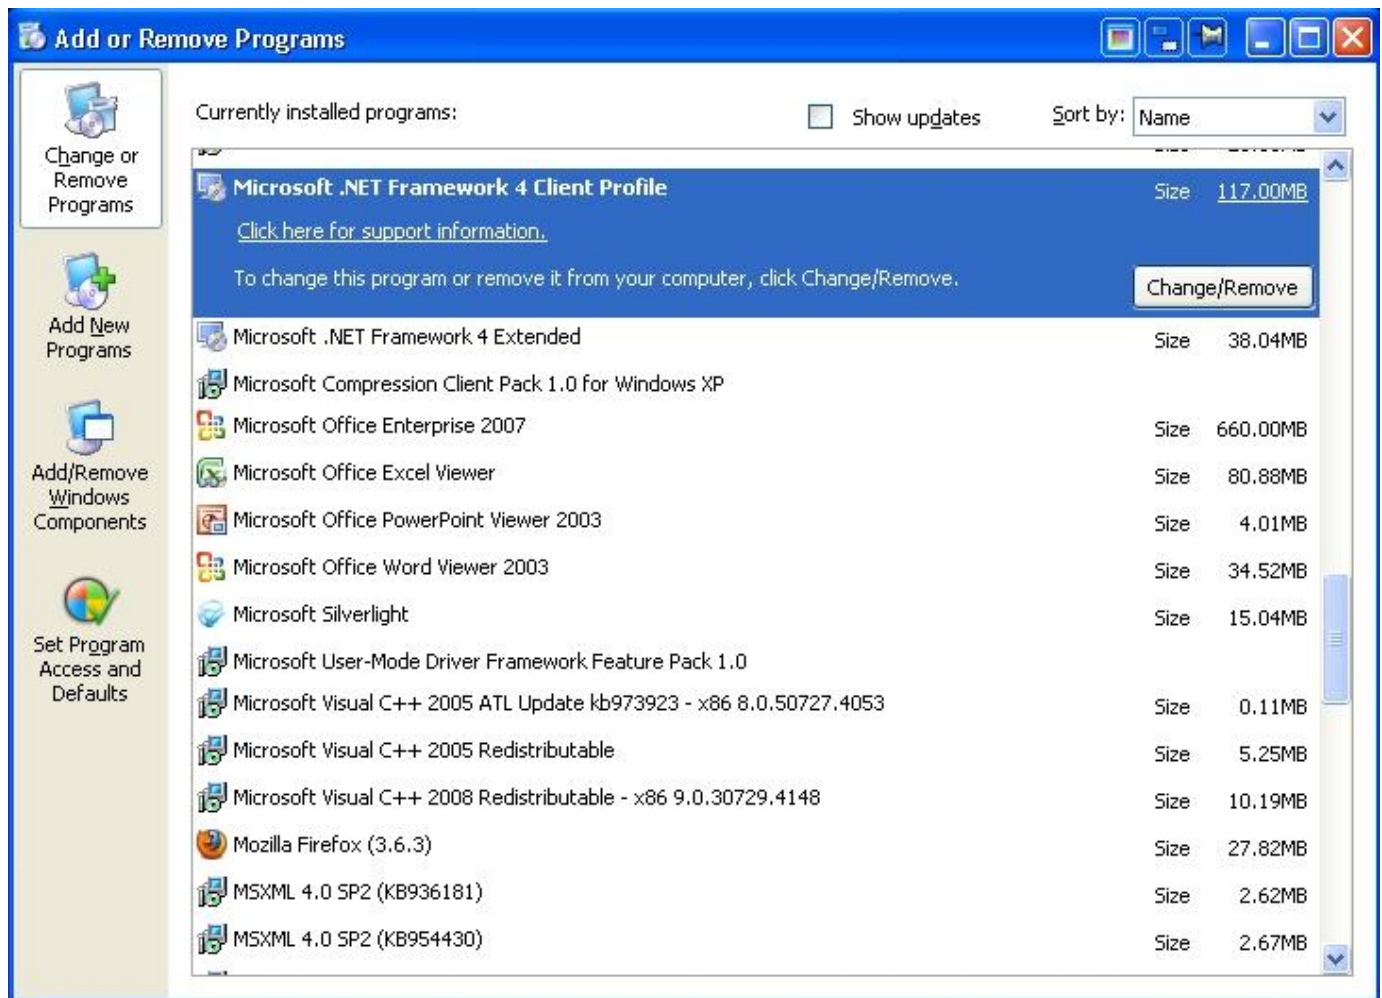 Add or Remove Programs
Change or
Remove
Programs
Add New
Programs
Add/Remove
Windows
Components
Set Program
Access and
Defaults
Currently installed programs:
Show updates
Sort by: Name
Microsoft .NET Framework 4 Client Profile Size 117.00MB
Click here for support information.
To change this program or remove it from your computer, click Change/Remove. Change/Remove
Microsoft .NET Framework 4 Extended Size 38.04MB
Microsoft Compression Client Pack 1.0 for Windows XP
Microsoft Office Enterprise 2007 Size 660.00MB
Microsoft Office Excel Viewer Size 80.88MB
Microsoft Office PowerPoint Viewer 2003 Size 4.01MB
Microsoft Office Word Viewer 2003 Size 34.52MB
Microsoft Silverlight Size 15.04MB
Microsoft User-Mode Driver Framework Feature Pack 1.0
Microsoft Visual C++ 2005 ATL Update kb973923 - x86 8.0.50727.4053 Size 0.11MB
Microsoft Visual C++ 2005 Redistributable Size 5.25MB
Microsoft Visual C++ 2008 Redistributable - x86 9.0.30729.4148 Size 10.19MB
Mozilla Firefox (3.6.3) Size 27.82MB
MSXML 4.0 SP2 (KB936181) Size 2.62MB
MSXML 4.0 SP2 (KB954430) Size 2.67MB